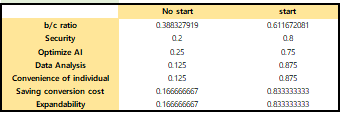 No start start
b/c ratio 0.388327919 0.611672081
Security 0.2 0.8
Optimize AI 0.25 0.75
Data Analysis 0.125 0.875
Convenience of individual 0.125 0.875
Saving conversion cost 0.166666667 0.833333333
Expandability 0.166666667 0.833333333